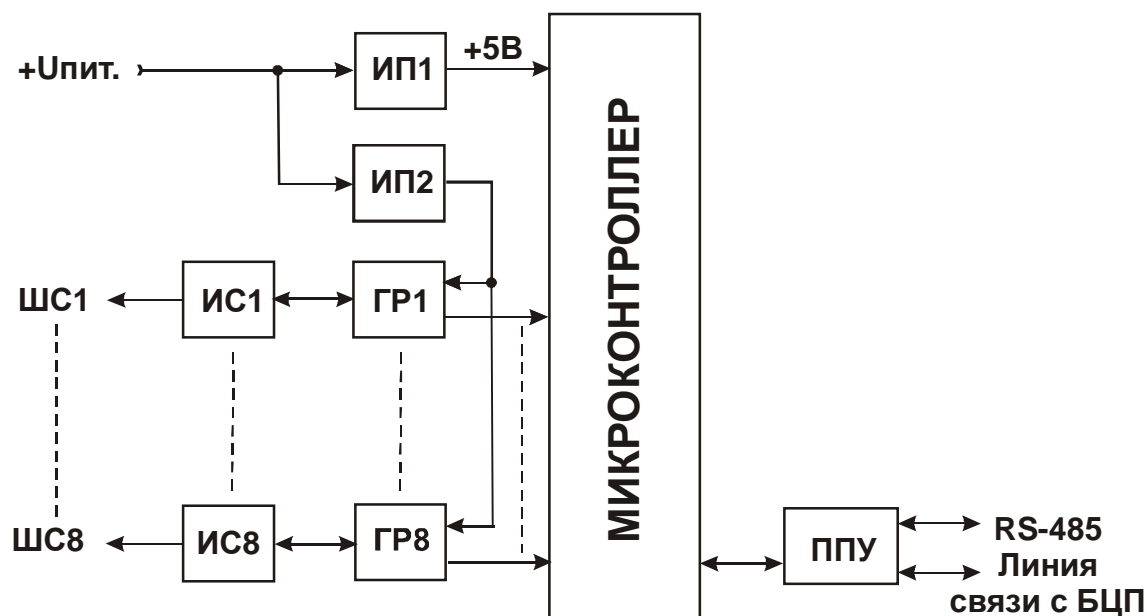 +Uпит.
ИП1
+5В
ИП2
ШС1
ИС1
ГР1
МИКРОКОНТРОЛЛЕР
ШС8
ИС8
ГР8
ППУ
RS-485
Линия
связи с БЦП